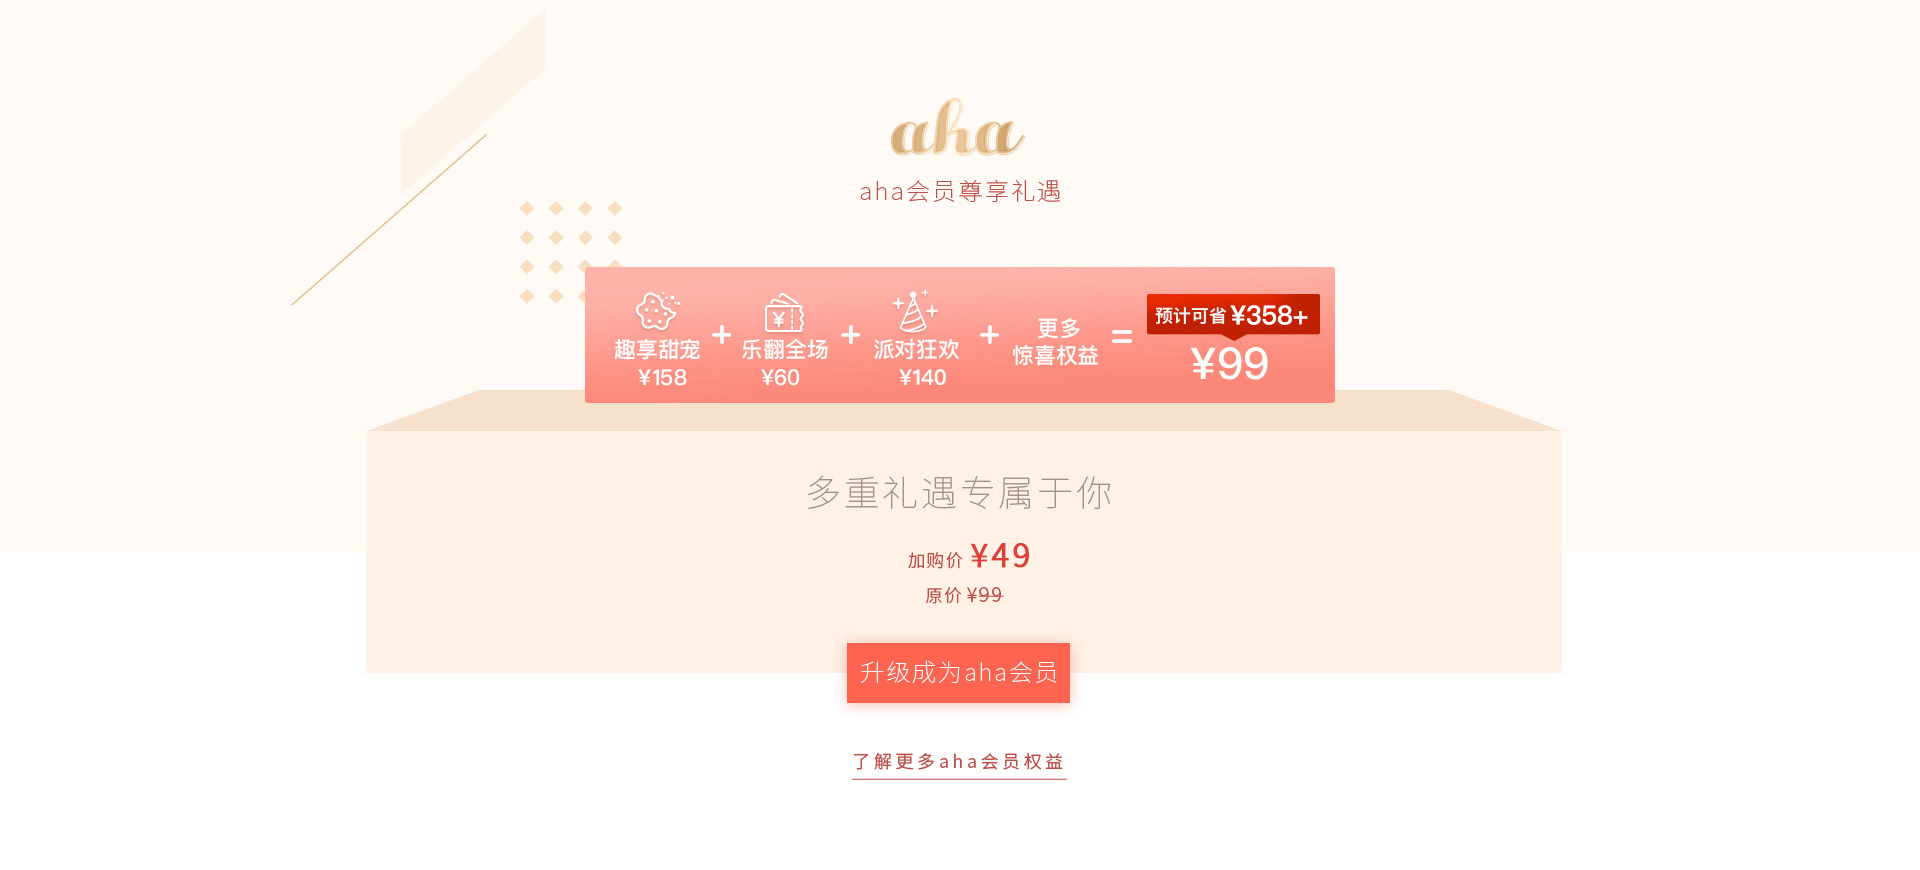 aha
aha会员尊享礼遇
趣享甜宠
¥158
+
乐翻全场
¥60
+
派对狂欢
¥140
+
更多
惊喜权益
=
预计可省 ¥358+
¥99
多重礼遇专属于你
加购价 ¥49
原价 ¥99
升级成为aha会员
了解更多aha会员权益